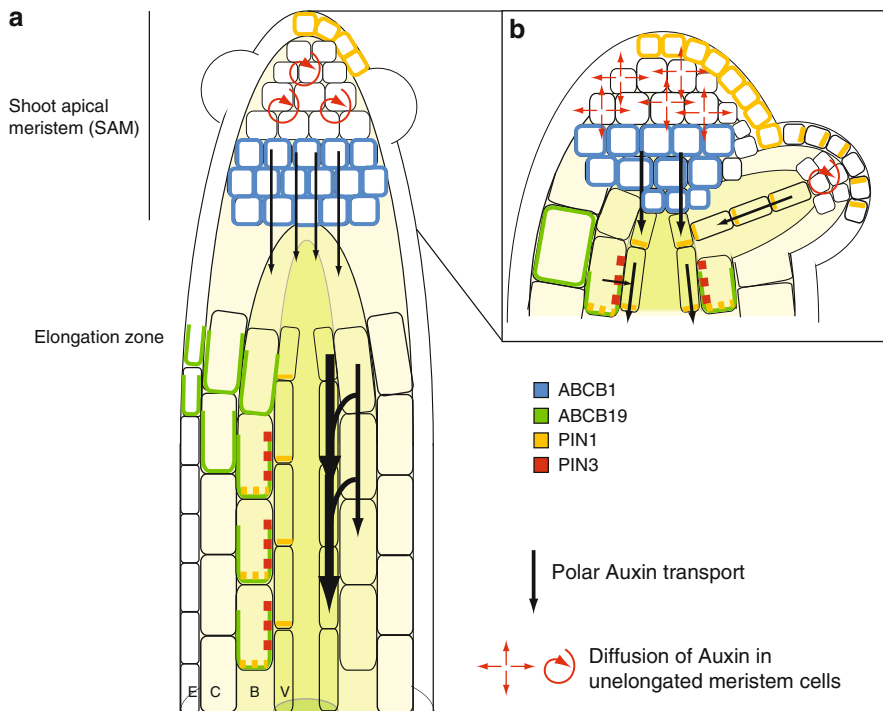 a
b
Shoot apical
meristem (SAM)
Elongation zone
E
C
B
V
ABCB1
ABCB19
PIN1
PIN3
Polar Auxin transport
Diffusion of Auxin in
unelongated meristem cells